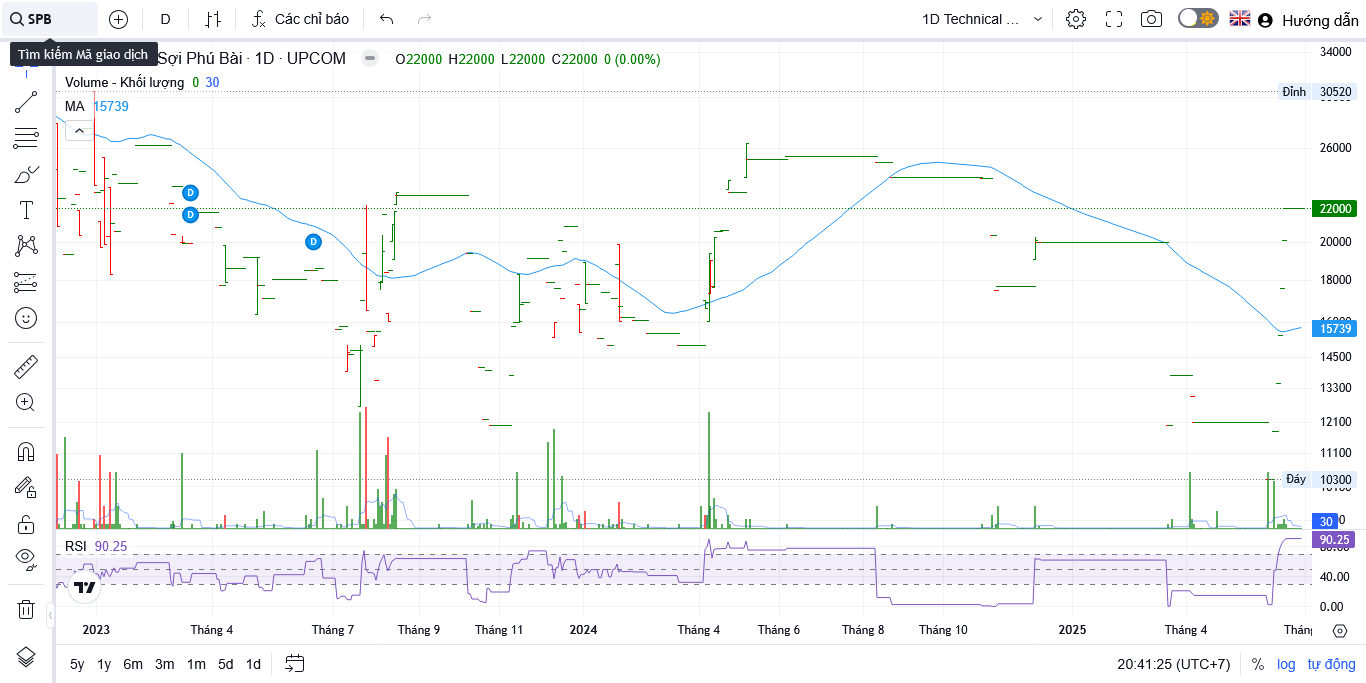 SPB
D
Các chỉ báo
1D Technical ...
Hướng dẫn
Tìm kiếm Mã giao dịch
Sợi Phú Bài · 1D · UPCOM
O22000 H22000 L22000 C22000 0 (0.00%)
Volume - Khối lượng 0 30
MA 15739
34000
Đỉnh 30520
26000
D
D
22000
D
20000
18000
15739
14500
13300
12100
11100
Đáy 10300
30
RSI 90.25
90.25
40.00
0.00
2023
Tháng 4
Tháng 7
Tháng 9
Tháng 11
2024
Tháng 4
Tháng 6
Tháng 8
Tháng 10
2025
Tháng 4
5y 1y 6m 3m 1m 5d 1d
20:41:25 (UTC+7)
% log tự động